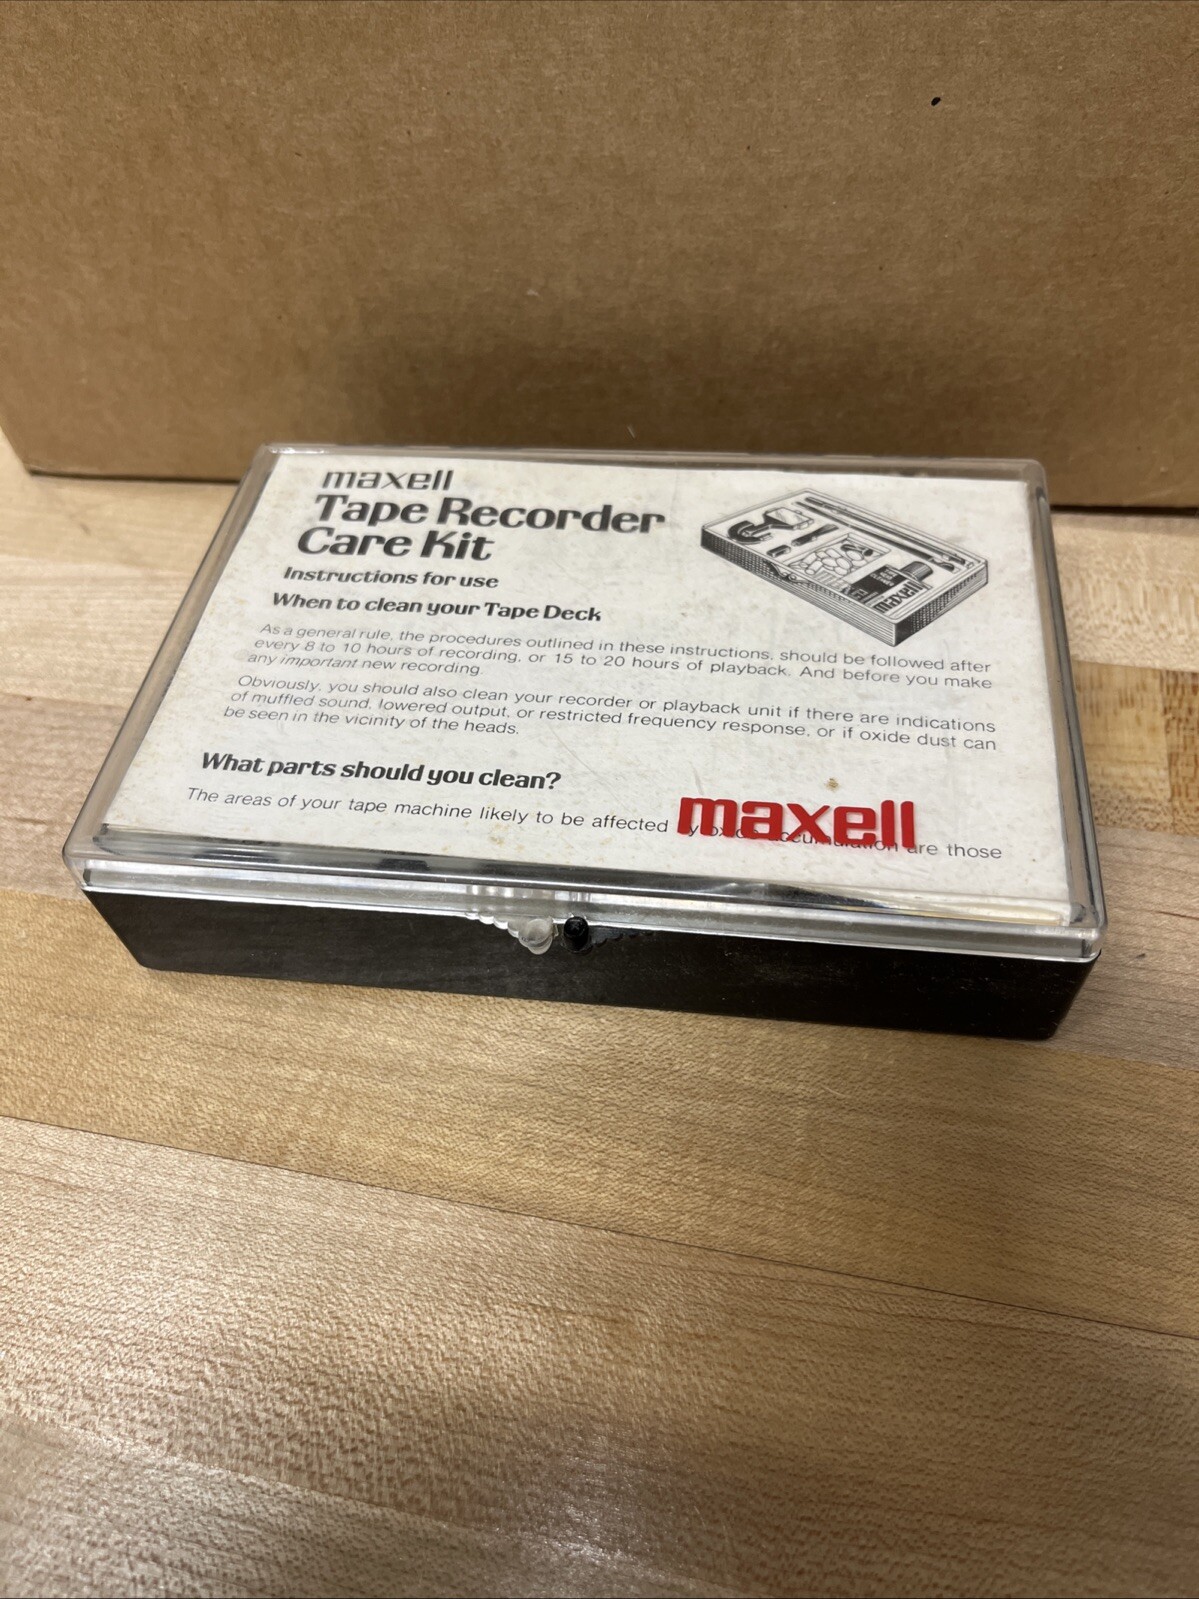 maxell
Tape Recorder
Care Kit
Instructions for use
When to clean your Tape Deck
As a general rule, the procedures outlined in these instructions, should be followed after
every 8 to 10 hours of recording, or 15 to 20 hours of playback. And before you make
any important new recording.
Obviously, you should also clean your recorder or playback unit if there are indications
of muffled sound, lowered output, or restricted frequency response, or if oxide dust can
be seen in the vicinity of the heads.
What parts should you clean?
The areas of your tape machine likely to be affected by oxide accumulation are those
maxell
maxell